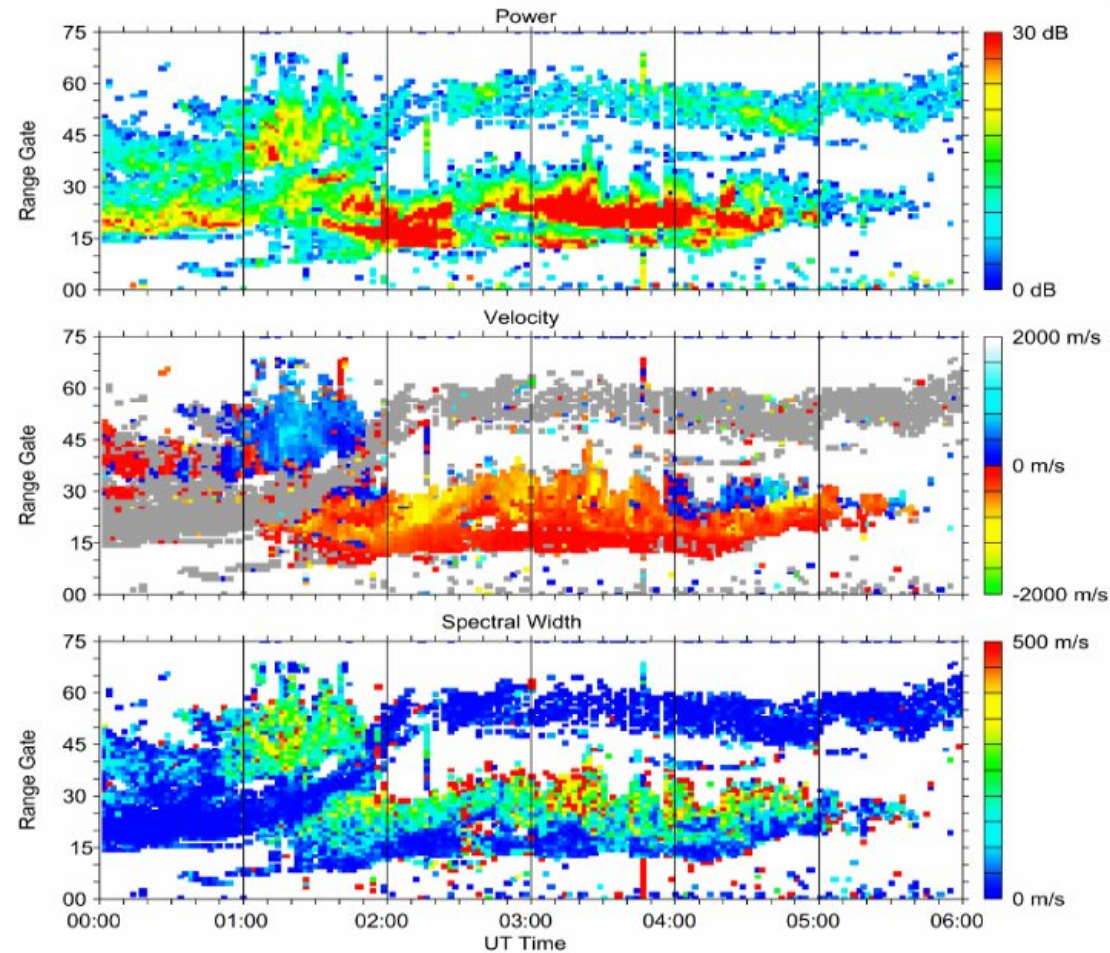 Power
75
60
45
30
15
00
Range Gate
30 dB
0 dB
Velocity
75
60
45
30
15
00
Range Gate
2000 m/s
0 m/s
-2000 m/s
Spectral Width
75
60
45
30
15
00
Range Gate
500 m/s
0 m/s
00:00 01:00 02:00 03:00 04:00 05:00 06:00
UT Time